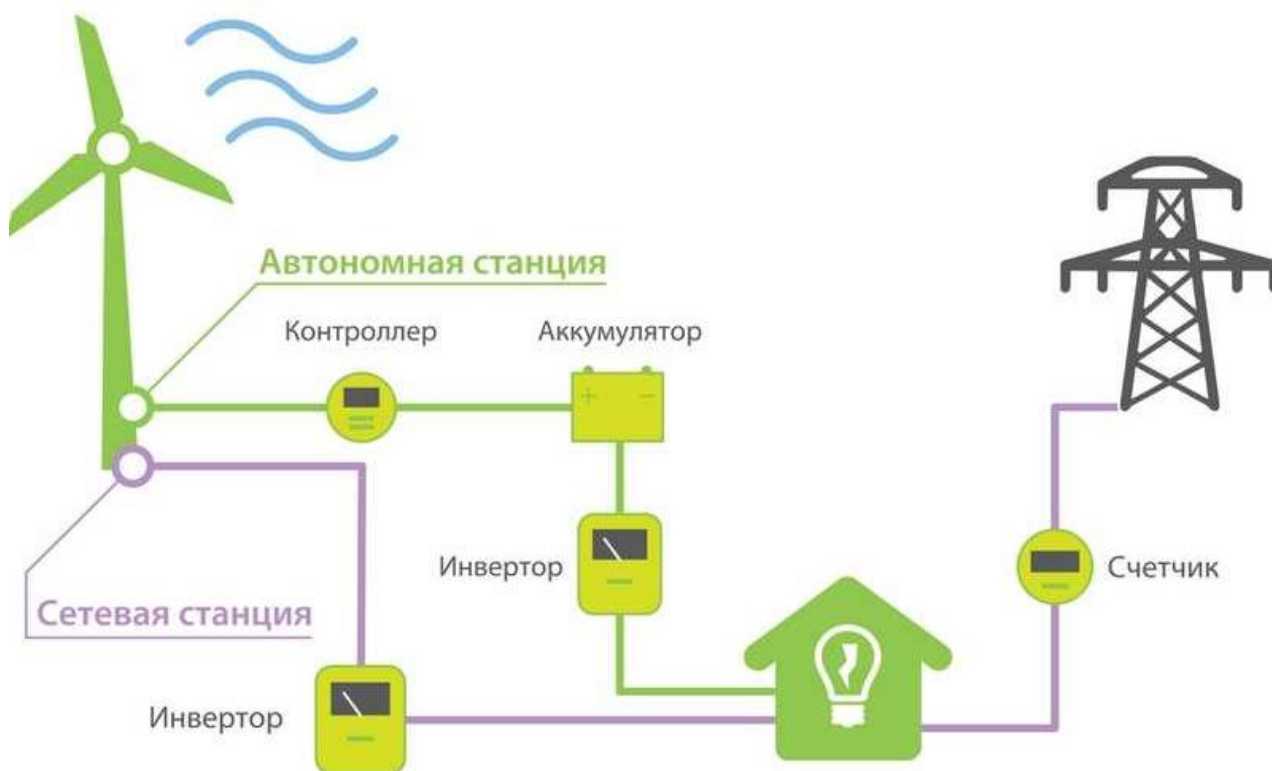 Автономная станция
Контроллер
Аккумулятор
+ −
Инвертор
Счетчик
Сетевая станция
Инвертор